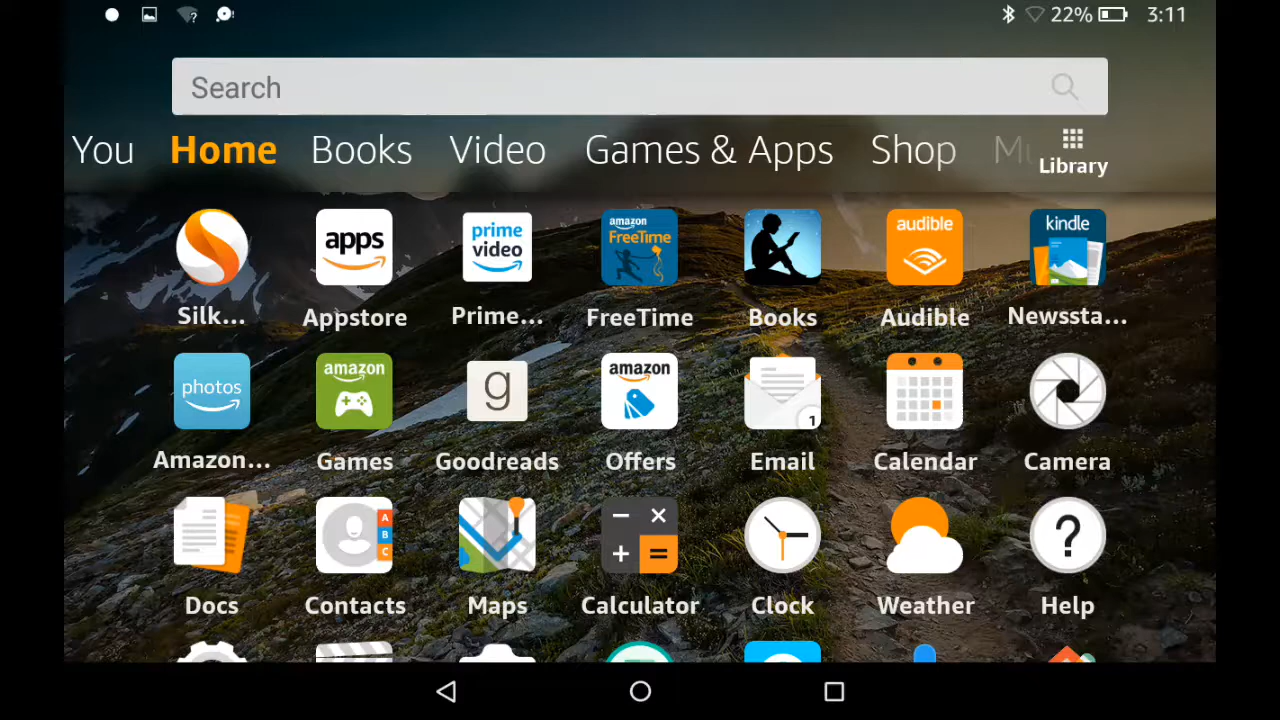 22% 3:11
Search
You Home Books Video Games & Apps Shop Mu Library
apps prime video amazon FreeTime audible kindle
Silk... Appstore Prime... FreeTime Books Audible Newssta...
photos amazon g amazon 1
Amazon... Games Goodreads Offers Email Calendar Camera
A B C − × + = ?
Docs Contacts Maps Calculator Clock Weather Help